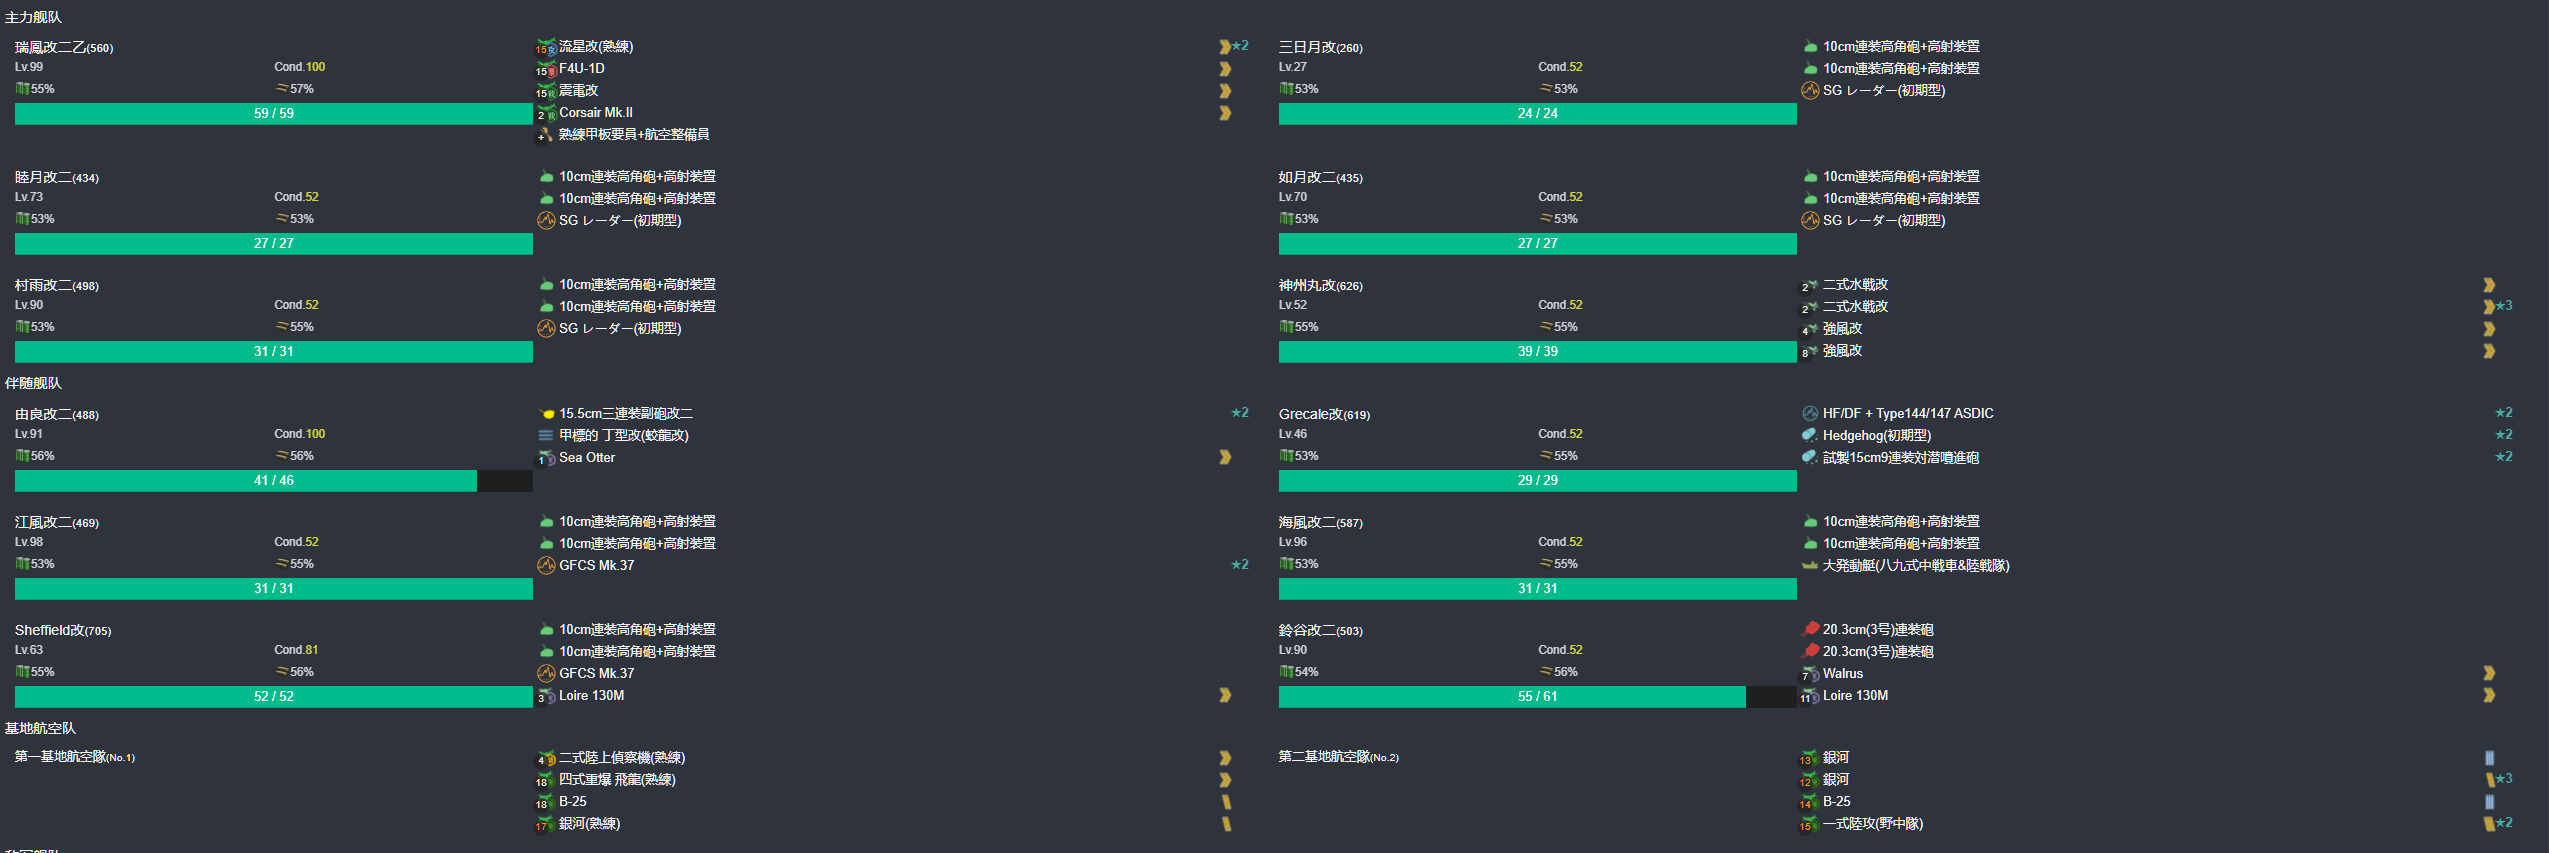 主力舰队
瑞鳳改二乙(560)
Lv.99 Cond.100
55% 57%
59 / 59
15 流星改(熟練) ★2
15 F4U-1D
15 震電改
2 Corsair Mk.II
+ 熟練甲板要員+航空整備員
三日月改(260)
Lv.27 Cond.52
53% 53%
24 / 24
10cm連装高角砲+高射装置
10cm連装高角砲+高射装置
SG レーダー(初期型)
睦月改二(434)
Lv.73 Cond.52
53% 53%
27 / 27
10cm連装高角砲+高射装置
10cm連装高角砲+高射装置
SG レーダー(初期型)
如月改二(435)
Lv.70 Cond.52
53% 53%
27 / 27
10cm連装高角砲+高射装置
10cm連装高角砲+高射装置
SG レーダー(初期型)
村雨改二(498)
Lv.90 Cond.52
53% 55%
31 / 31
10cm連装高角砲+高射装置
10cm連装高角砲+高射装置
SG レーダー(初期型)
神州丸改(626)
Lv.52 Cond.52
55% 55%
39 / 39
2 二式水戦改
2 二式水戦改 ★3
4 強風改
8 強風改
伴随舰队
由良改二(488)
Lv.91 Cond.100
56% 56%
41 / 46
15.5cm三連装副砲改二 ★2
甲標的 丁型改(蛟龍改)
1 Sea Otter
Grecale改(619)
Lv.46 Cond.52
53% 55%
29 / 29
HF/DF + Type144/147 ASDIC ★2
Hedgehog(初期型) ★2
試製15cm9連装対潜噴進砲 ★2
江風改二(469)
Lv.98 Cond.52
53% 55%
31 / 31
10cm連装高角砲+高射装置
10cm連装高角砲+高射装置
GFCS Mk.37 ★2
海風改二(587)
Lv.96 Cond.52
53% 55%
31 / 31
10cm連装高角砲+高射装置
10cm連装高角砲+高射装置
大発動艇(八九式中戦車&陸戦隊)
Sheffield改(705)
Lv.63 Cond.81
55% 56%
52 / 52
10cm連装高角砲+高射装置
10cm連装高角砲+高射装置
GFCS Mk.37
3 Loire 130M
鈴谷改二(503)
Lv.90 Cond.52
54% 56%
55 / 61
20.3cm(3号)連装砲
20.3cm(3号)連装砲
7 Walrus
11 Loire 130M
基地航空队
第一基地航空隊(No.1)
4 二式陸上偵察機(熟練)
18 四式重爆 飛龍(熟練)
18 B-25
17 銀河(熟練)
第二基地航空隊(No.2)
13 銀河
12 銀河 ★3
14 B-25
15 一式陸攻(野中隊) ★2